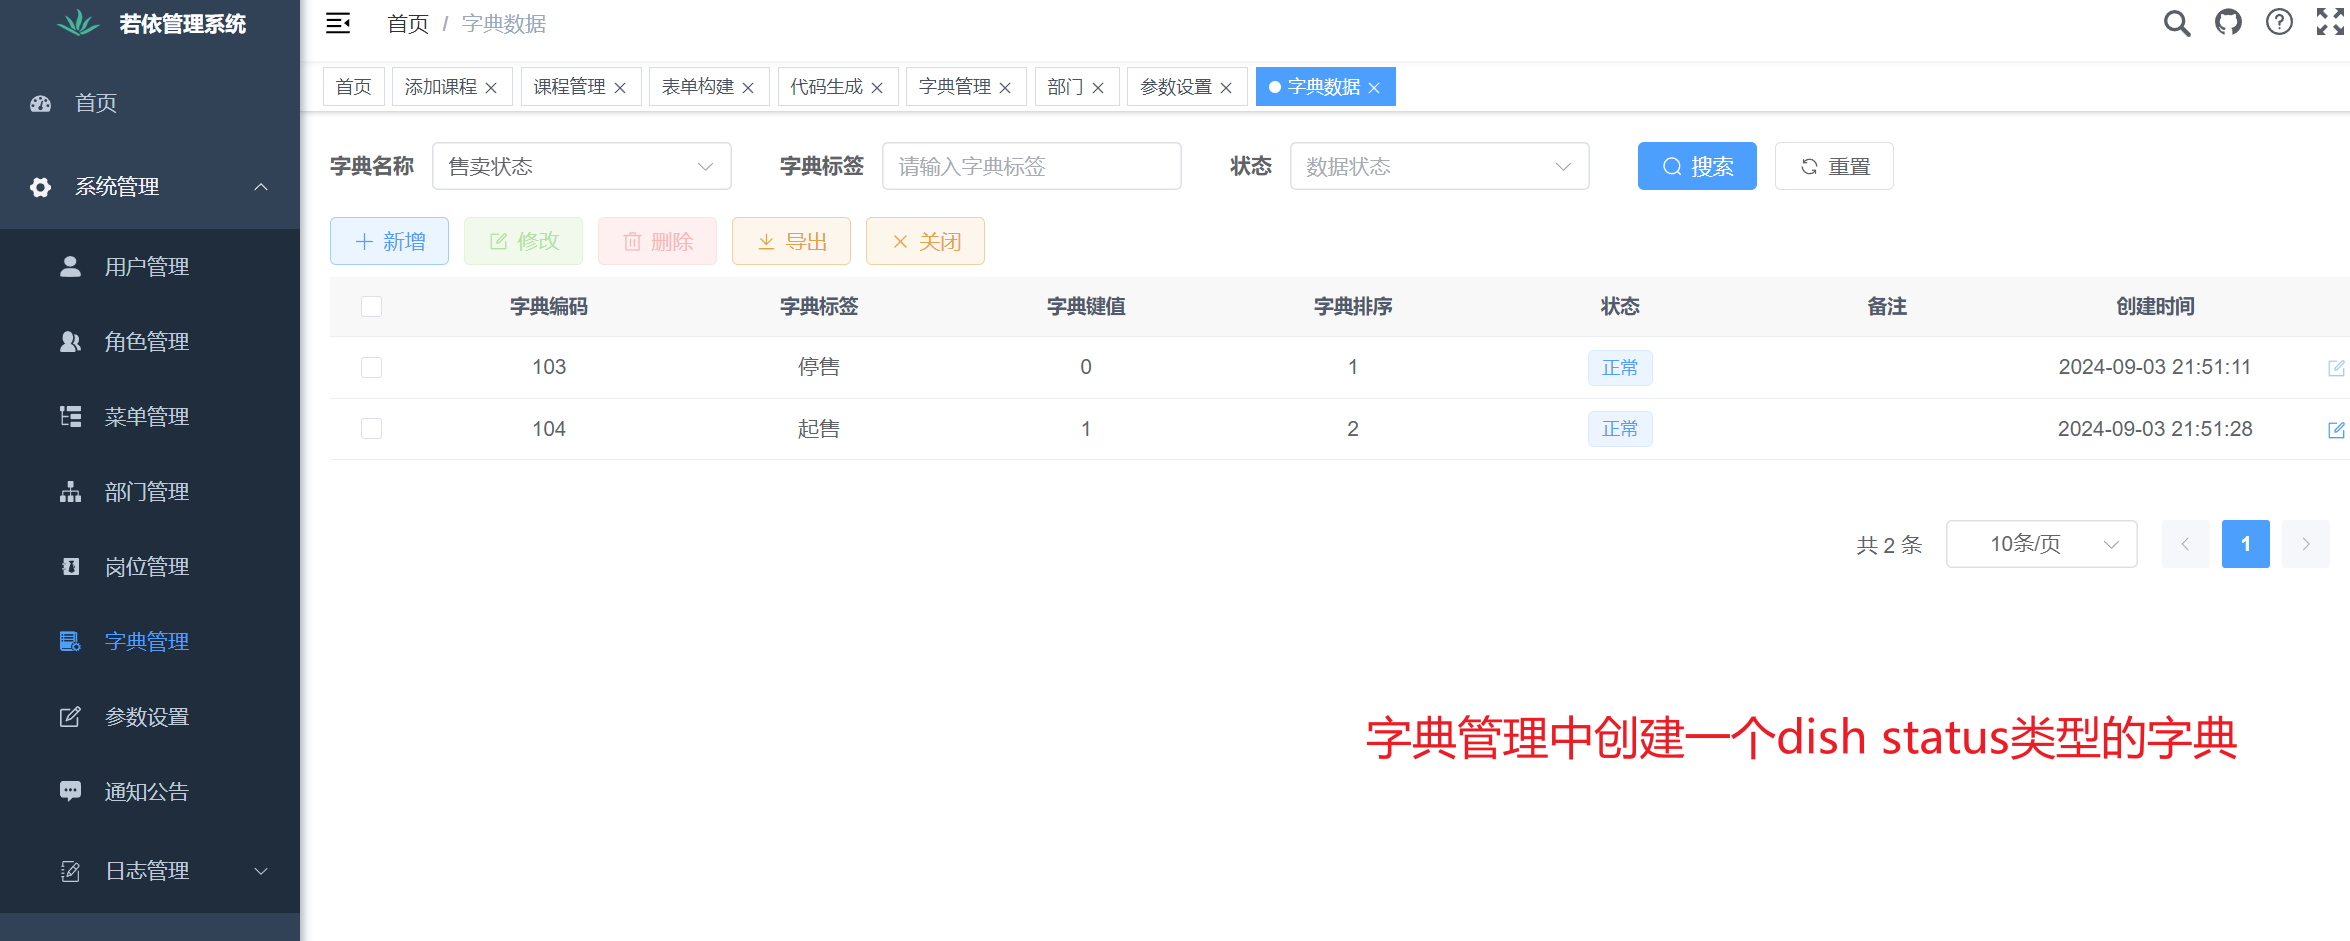 若依管理系统
首页 / 字典数据
首页 添加课程 课程管理 表单构建 代码生成 字典管理 部门 参数设置 字典数据
首页
系统管理
用户管理
角色管理
菜单管理
部门管理
岗位管理
字典管理
参数设置
通知公告
日志管理
字典名称 售卖状态 字典标签 请输入字典标签 状态 数据状态 搜索 重置
新增 修改 删除 导出 关闭
字典编码 字典标签 字典键值 字典排序 状态 备注 创建时间
103 停售 0 1 正常 2024-09-03 21:51:11
104 起售 1 2 正常 2024-09-03 21:51:28
共 2 条 10条/页 1
字典管理中创建一个dish status类型的字典